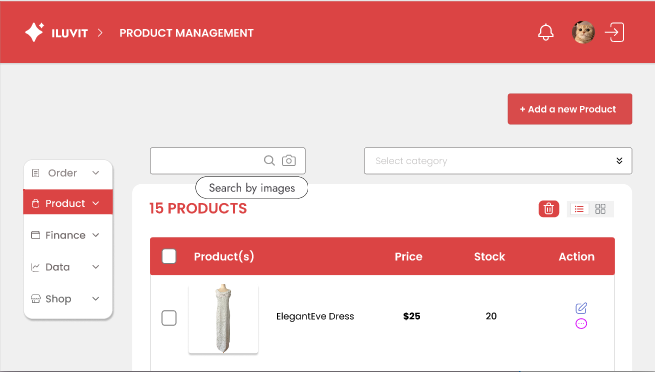 ILUVIT > PRODUCT MANAGEMENT
+ Add a new Product
Select category
Search by images
Order
Product
Finance
Data
Shop
15 PRODUCTS
Product(s) Price Stock Action
ElegantEve Dress $25 20